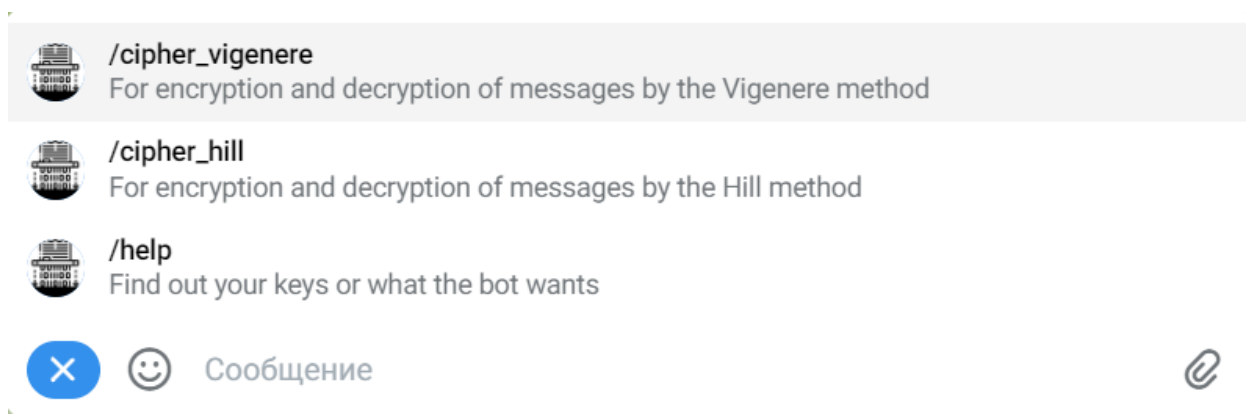 /cipher_vigenere
For encryption and decryption of messages by the Vigenere method
/cipher_hill
For encryption and decryption of messages by the Hill method
/help
Find out your keys or what the bot wants
Сообщение